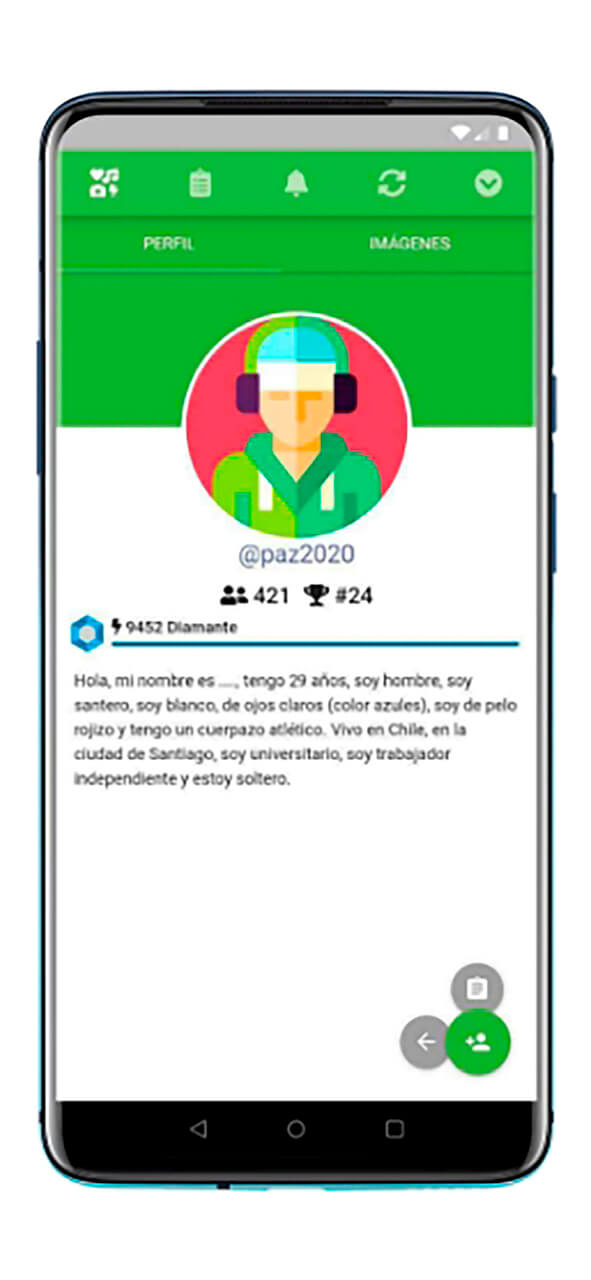 PERFIL IMÁGENES
@paz2020
421 #24
9452 Diamante
Hola, mi nombre es ...., tengo 29 años, soy hombre, soy
santero, soy blanco, de ojos claros (color azules), soy de pelo
rojizo y tengo un cuerpazo atlético. Vivo en Chile, en la
ciudad de Santiago, soy universitario, soy trabajador
independiente y estoy soltero.